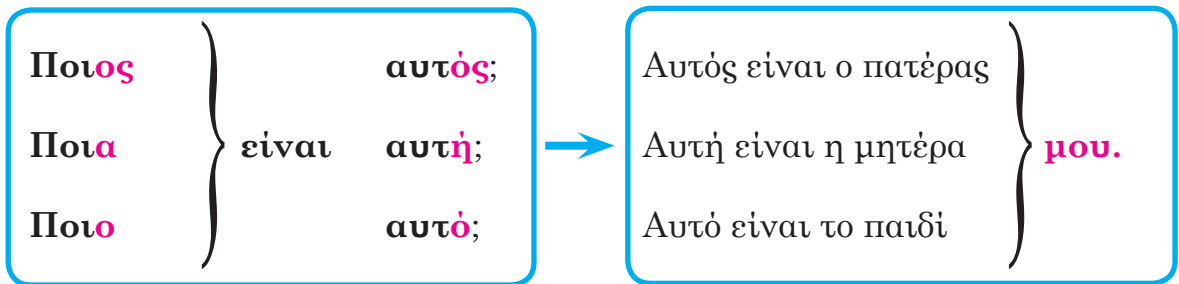 Ποιος αυτός; Αυτός είναι ο πατέρας
Ποια είναι αυτή; Αυτή είναι η μητέρα μου.
Ποιο αυτό; Αυτό είναι το παιδί